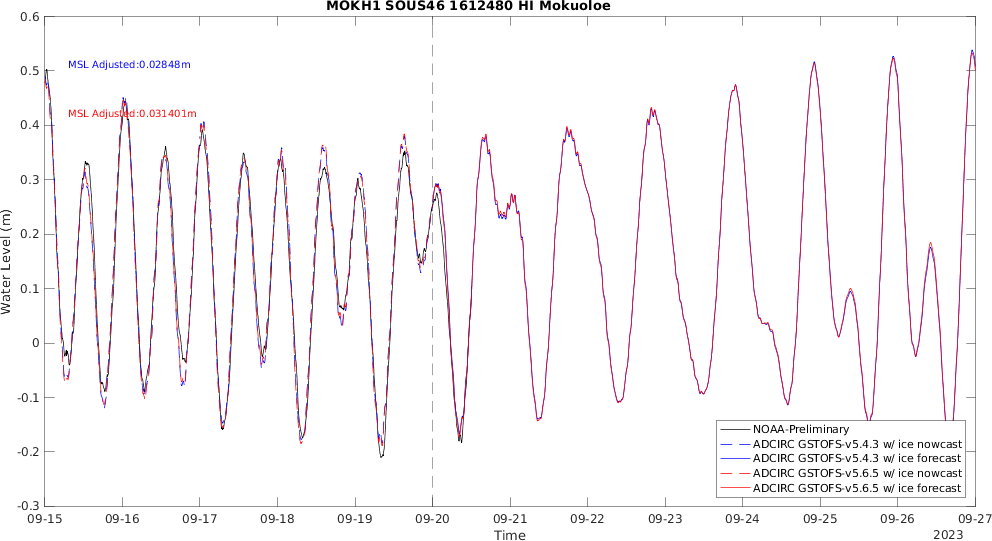 MOKH1 SOUS46 1612480 HI Mokuoloe
0.6
0.5
0.4
0.3
0.2
0.1
0
-0.1
-0.2
-0.3
Water Level (m)
MSL Adjusted:0.02848m
MSL Adjusted:0.031401m
NOAA-Preliminary
ADCIRC GSTOFS-v5.4.3 w/ ice nowcast
ADCIRC GSTOFS-v5.4.3 w/ ice forecast
ADCIRC GSTOFS-v5.6.5 w/ ice nowcast
ADCIRC GSTOFS-v5.6.5 w/ ice forecast
09-15 09-16 09-17 09-18 09-19 09-20 09-21 09-22 09-23 09-24 09-25 09-26 09-27
Time
2023